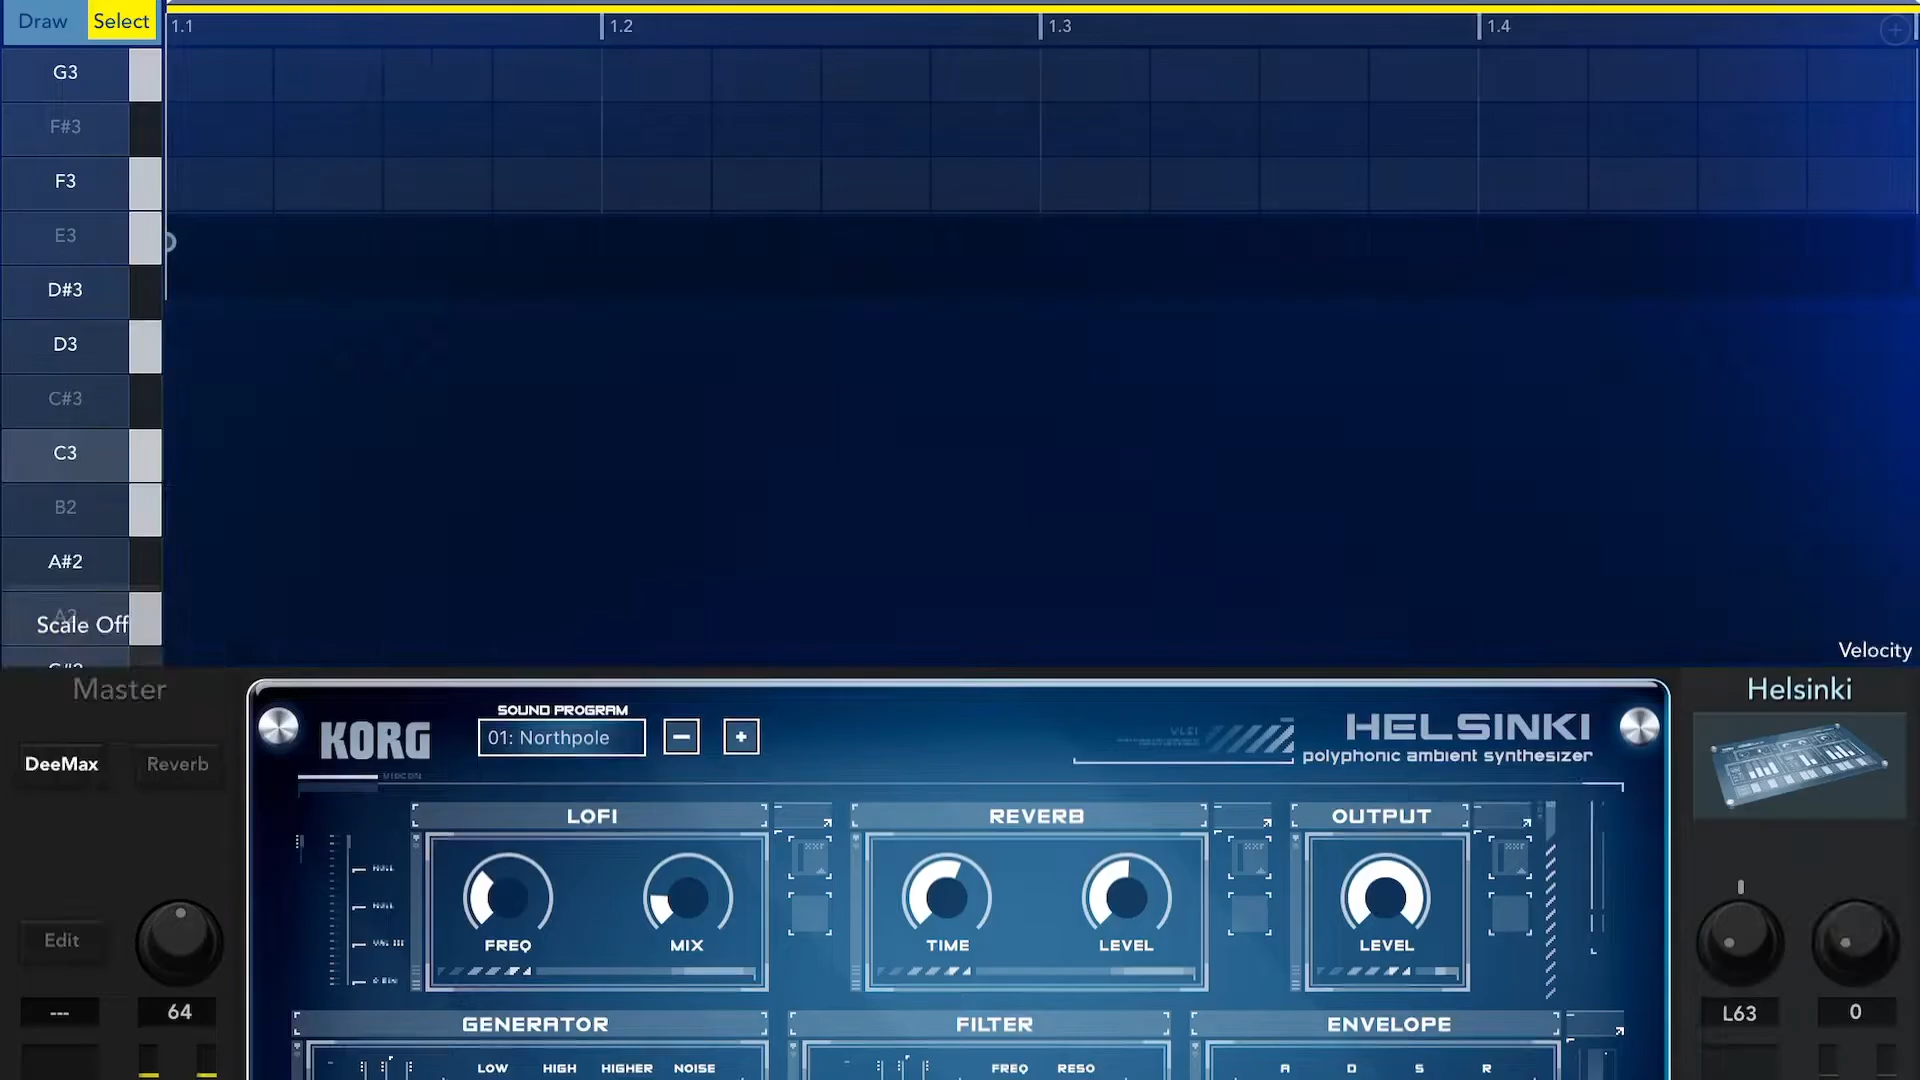 Draw Select 1.1 1.2 1.3 1.4
G3
F#3
F3
E3
D#3
D3
C#3
C3
B2
A#2
A2
Scale Off
Velocity
Master
Helsinki
SOUND PROGRAM
KORG
01: Northpole
HELSINKI
polyphonic ambient synthesizer
DeeMax Reverb
LOFI REVERB OUTPUT
FREQ MIX TIME LEVEL LEVEL
Edit
--- 64 L63 0
GENERATOR FILTER ENVELOPE
LOW HIGH HIGHER NOISE FREQ RESO A D S R